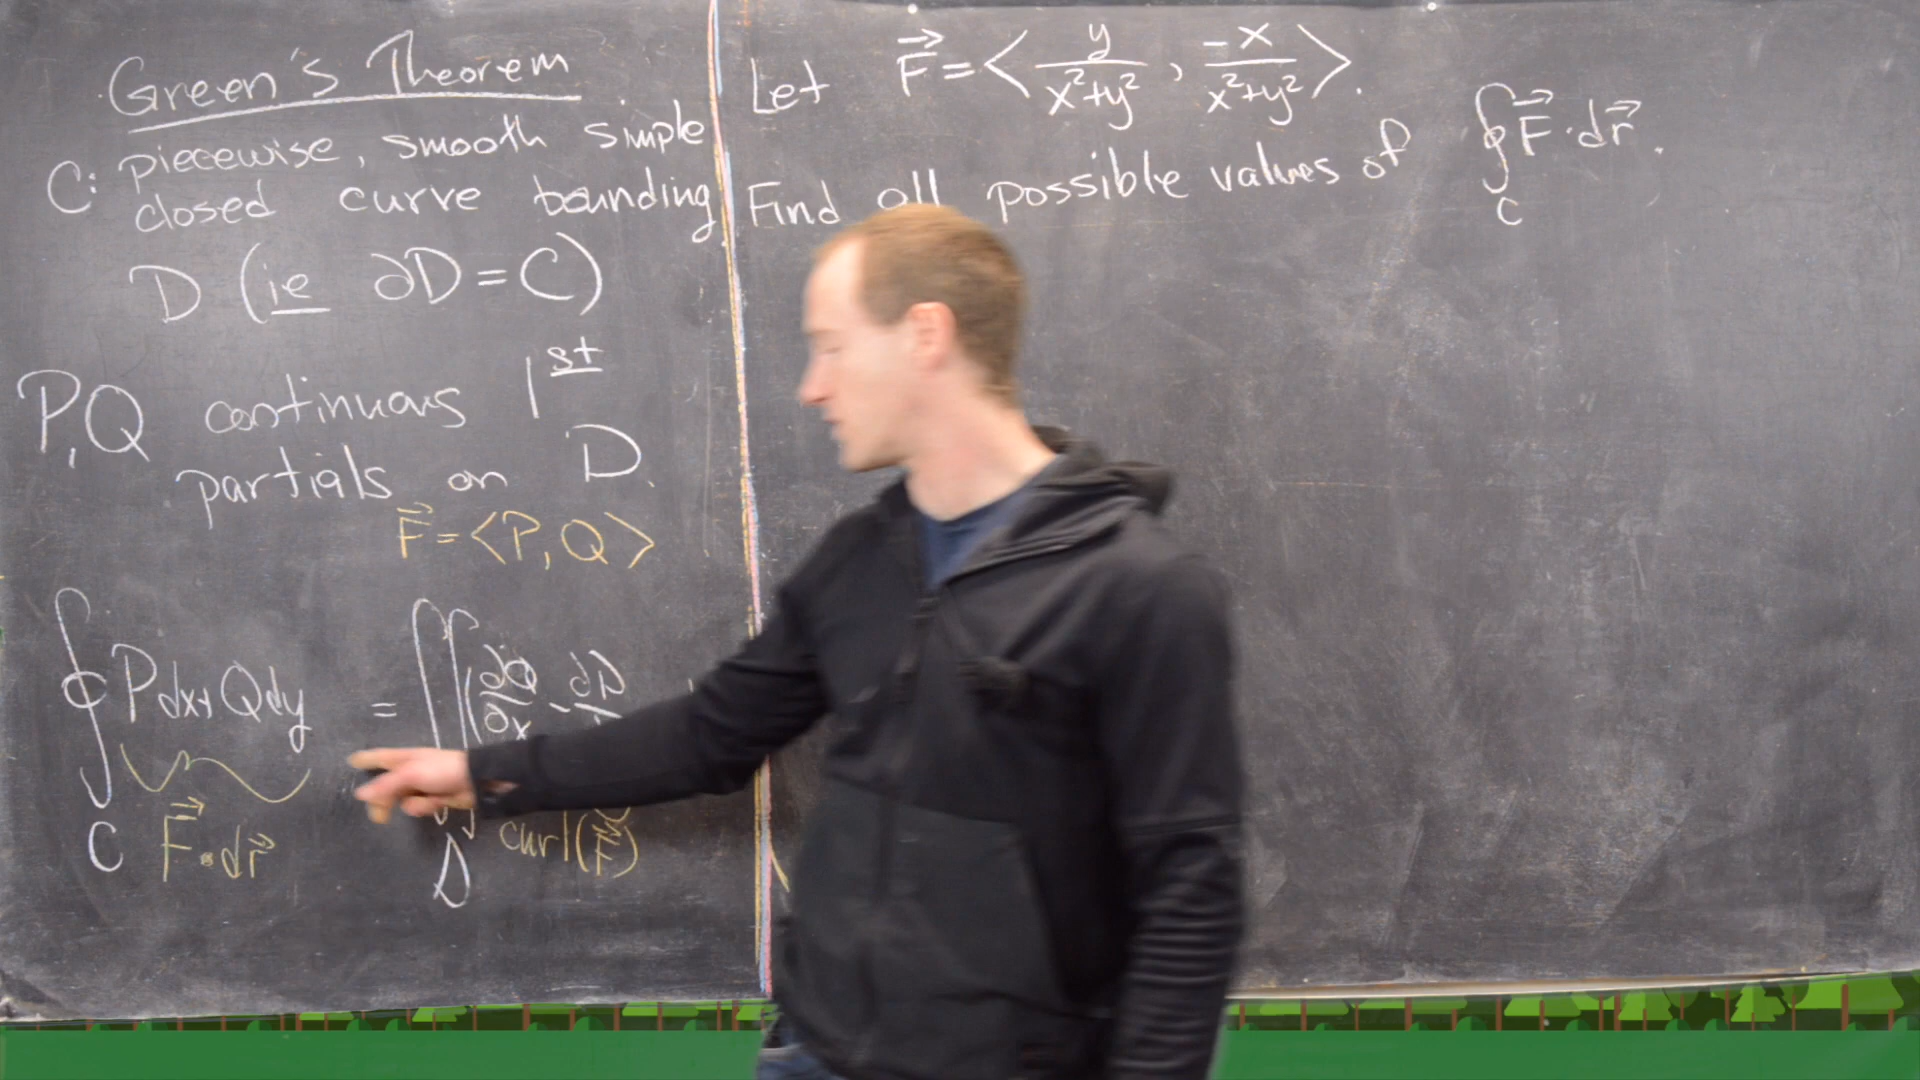 Green's Theorem
C: piecewise, smooth simple
closed curve bounding
D (ie ∂D = C)
P,Q continuous 1st
partials on D.
F⃗ = <P, Q>
∮ Pdx+Qdy = ∬(∂Q/∂x -
C F⃗•dr⃗ D curl(F⃗)
Let F⃗ = <y/(x²+y²), -x/(x²+y²)>.
Find all possible values of ∮F⃗·dr⃗.
C